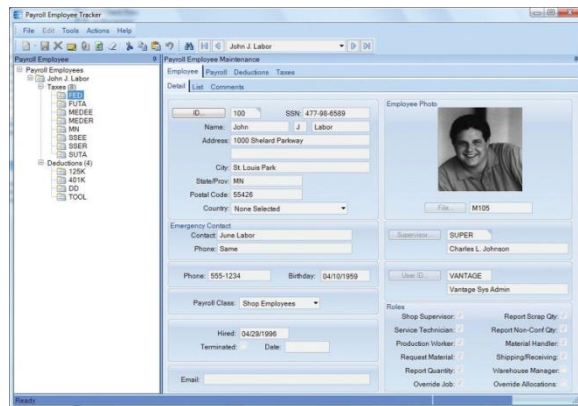 Payroll Employee Tracker
File Edit Tools Actions Help
John J. Labor
Payroll Employee
Payroll Employee Maintenance
Payroll Employees
John J. Labor
Taxes (8)
FED
FUTA
MEDEE
MEDER
MN
SSEE
SSER
SUTA
Deductions (4)
125K
401K
DD
TOOL
Employee Payroll Deductions Taxes
Detail List Comments
ID... 100 SSN: 477-98-6589
Name: John J Labor
Address: 1000 Shelard Parkway
City: St. Louis Park
State/Prov: MN
Postal Code: 55426
Country: None Selected
Emergency Contact
Contact: June Labor
Phone: Same
Phone: 555-1234 Birthday: 04/10/1959
Payroll Class: Shop Employees
Hired: 04/29/1996
Terminated: Date:
Email:
Employee Photo
File... M105
Supervisor... SUPER
Charles L. Johnson
User ID... VANTAGE
Vantage Sys Admin
Roles
Shop Supervisor: Report Scrap Qty:
Service Technician: Report Non-Conf Qty:
Production Worker: Material Handler:
Request Material: Shipping/Receiving:
Report Quantity: Warehouse Manager:
Override Job: Override Allocations:
Ready